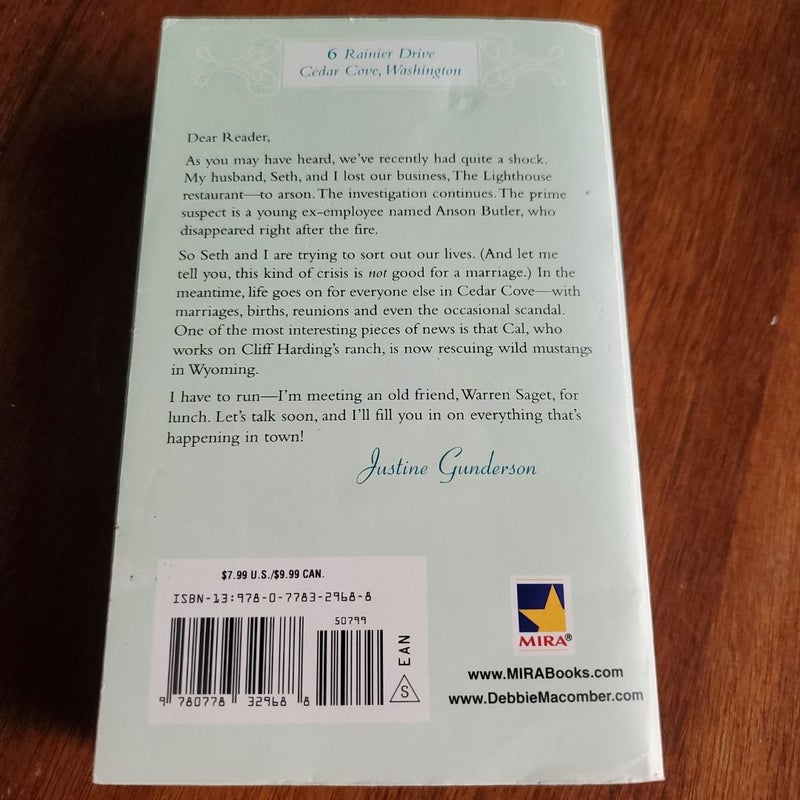 6 Rainier Drive
Cedar Cove, Washington
Dear Reader,
As you may have heard, we've recently had quite a shock.
My husband, Seth, and I lost our business, The Lighthouse
restaurant—to arson. The investigation continues. The prime
suspect is a young ex-employee named Anson Butler, who
disappeared right after the fire.
So Seth and I are trying to sort out our lives. (And let me
tell you, this kind of crisis is not good for a marriage.) In the
meantime, life goes on for everyone else in Cedar Cove—with
marriages, births, reunions and even the occasional scandal.
One of the most interesting pieces of news is that Cal, who
works on Cliff Harding's ranch, is now rescuing wild mustangs
in Wyoming.
I have to run—I'm meeting an old friend, Warren Saget, for
lunch. Let's talk soon, and I'll fill you in on everything that's
happening in town!
Justine Gunderson
$7.99 U.S./$9.99 CAN.
ISBN-13:978-0-7783-2968-8
50799
9 780778 32968 8
EAN
S
MIRA®
www.MIRABooks.com
www.DebbieMacomber.com